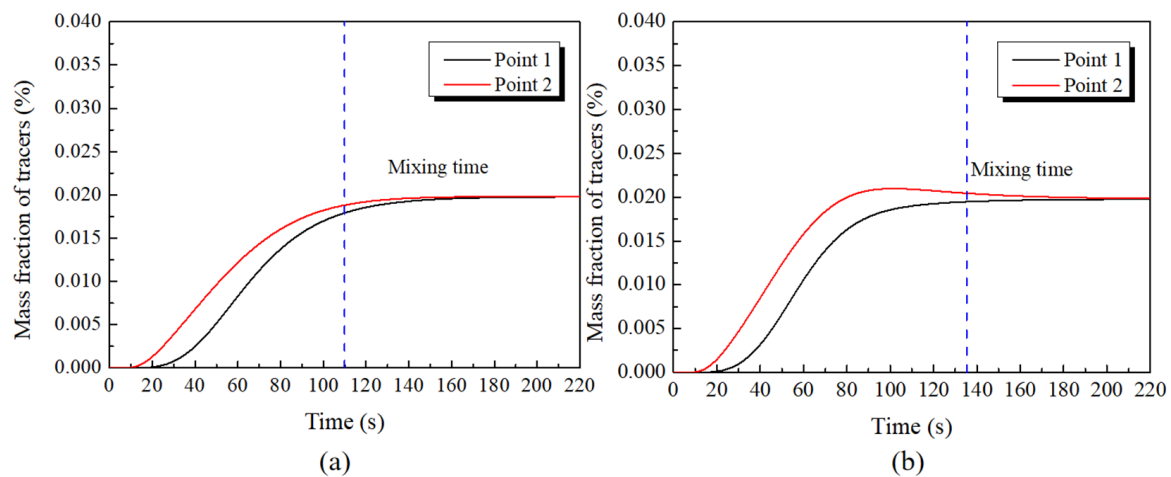 0.040
0.035
0.030
0.025
0.020
0.015
0.010
0.005
0.000
Mass fraction of tracers (%)
Point 1
Point 2
Mixing time
0 20 40 60 80 100 120 140 160 180 200 220
Time (s)
(a)
0.040
0.035
0.030
0.025
0.020
0.015
0.010
0.005
0.000
Mass fraction of tracers (%)
Point 1
Point 2
Mixing time
0 20 40 60 80 100 120 140 160 180 200 220
Time (s)
(b)